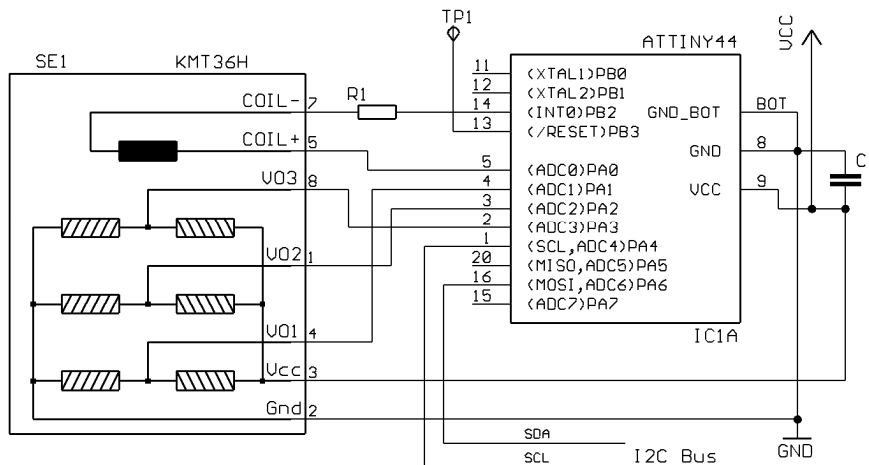 TP1
VCC
SE1 KMT36H
ATTINY44
COIL- 7
R1
COIL+ 5
VO3 8
VO2 1
VO1 4
Vcc 3
Gnd 2
11 (XTAL1)PB0
12 (XTAL2)PB1
14 (INT0)PB2
13 (/RESET)PB3
5 (ADC0)PA0
4 (ADC1)PA1
3 (ADC2)PA2
2 (ADC3)PA3
1 (SCL,ADC4)PA4
20 (MISO,ADC5)PA5
16 (MOSI,ADC6)PA6
15 (ADC7)PA7
GND_BOT BOT
GND 8
VCC 9
C
IC1A
SDA
SCL
I2C Bus
GND